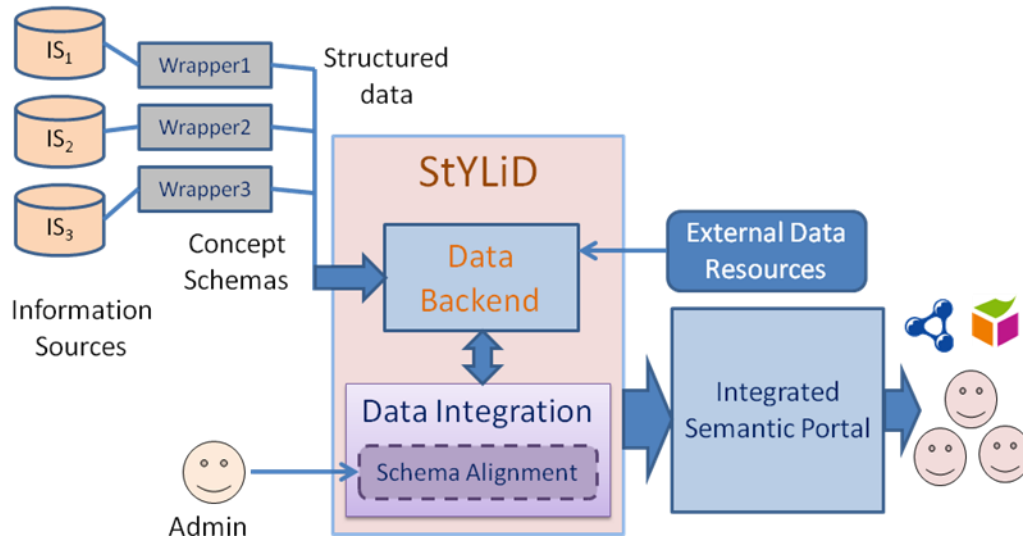 IS1
Wrapper1
Structured
data
IS2
Wrapper2
StYLiD
IS3
Wrapper3
Concept
Schemas
Data
Backend
External Data
Resources
Information
Sources
Data Integration
Schema Alignment
Integrated
Semantic Portal
Admin